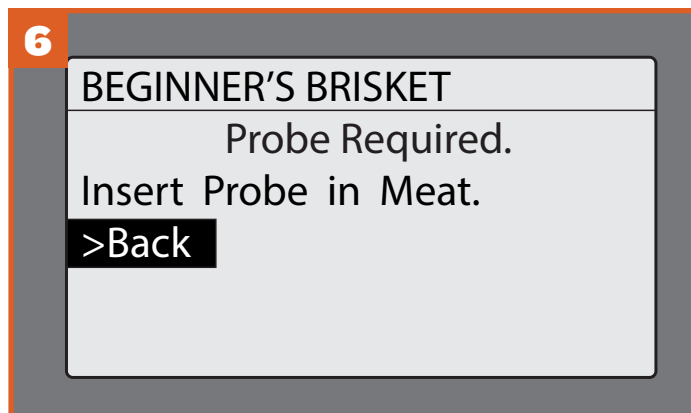 6
BEGINNER’S BRISKET
Probe Required.
Insert Probe in Meat.
>Back